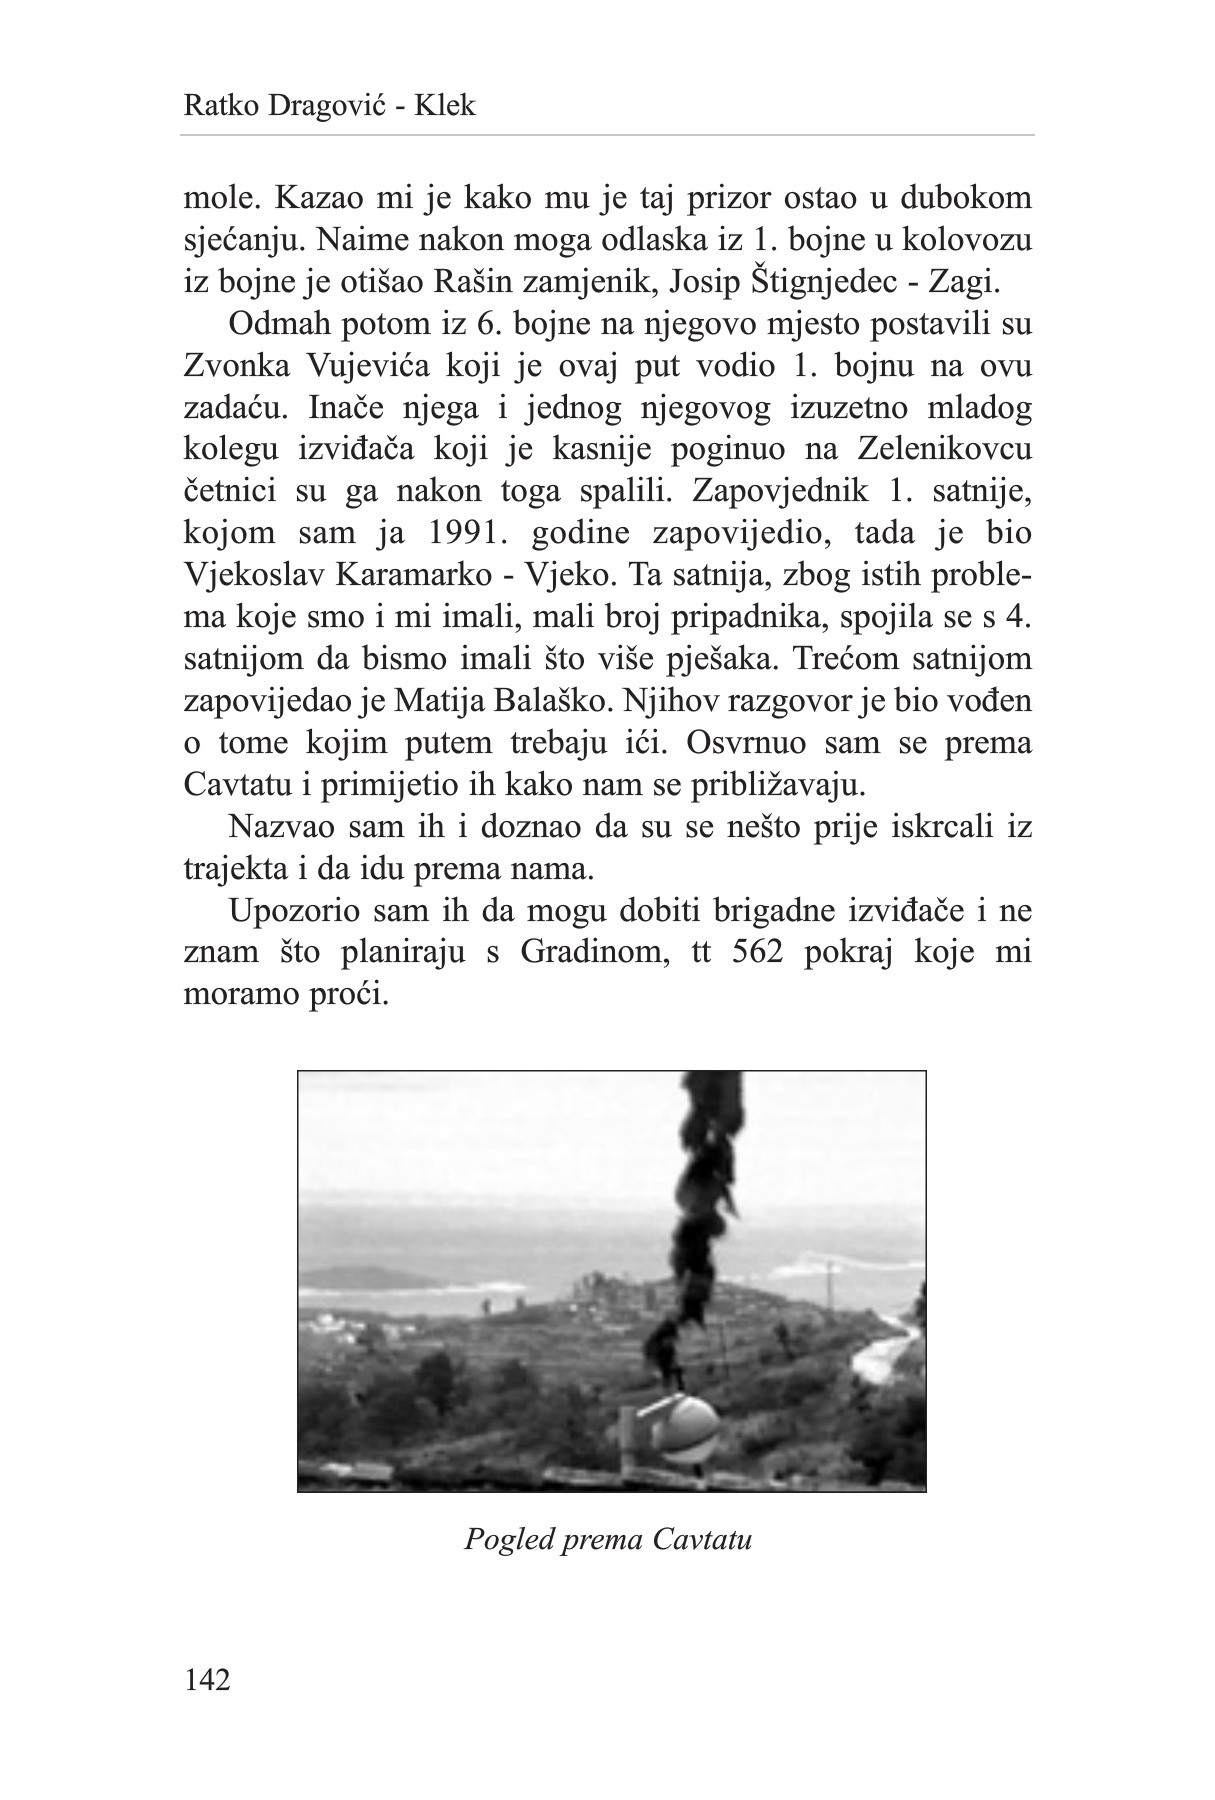 Ratko Dragović - Klek
mole. Kazao mi je kako mu je taj prizor ostao u dubokom
sjećanju. Naime nakon moga odlaska iz 1. bojne u kolovozu
iz bojne je otišao Rašin zamjenik, Josip Štignjedec - Zagi.
Odmah potom iz 6. bojne na njegovo mjesto postavili su
Zvonka Vujevića koji je ovaj put vodio 1. bojnu na ovu
zadaću. Inače njega i jednog njegovog izuzetno mladog
kolegu izviđača koji je kasnije poginuo na Zelenikovcu
četnici su ga nakon toga spalili. Zapovjednik 1. satnije,
kojom sam ja 1991. godine zapovijedio, tada je bio
Vjekoslav Karamarko - Vjeko. Ta satnija, zbog istih proble-
ma koje smo i mi imali, mali broj pripadnika, spojila se s 4.
satnijom da bismo imali što više pješaka. Trećom satnijom
zapovijedao je Matija Balaško. Njihov razgovor je bio vođen
o tome kojim putem trebaju ići. Osvrnuo sam se prema
Cavtatu i primijetio ih kako nam se približavaju.
Nazvao sam ih i doznao da su se nešto prije iskrcali iz
trajekta i da idu prema nama.
Upozorio sam ih da mogu dobiti brigadne izviđače i ne
znam što planiraju s Gradinom, tt 562 pokraj koje mi
moramo proći.
Pogled prema Cavtatu
142